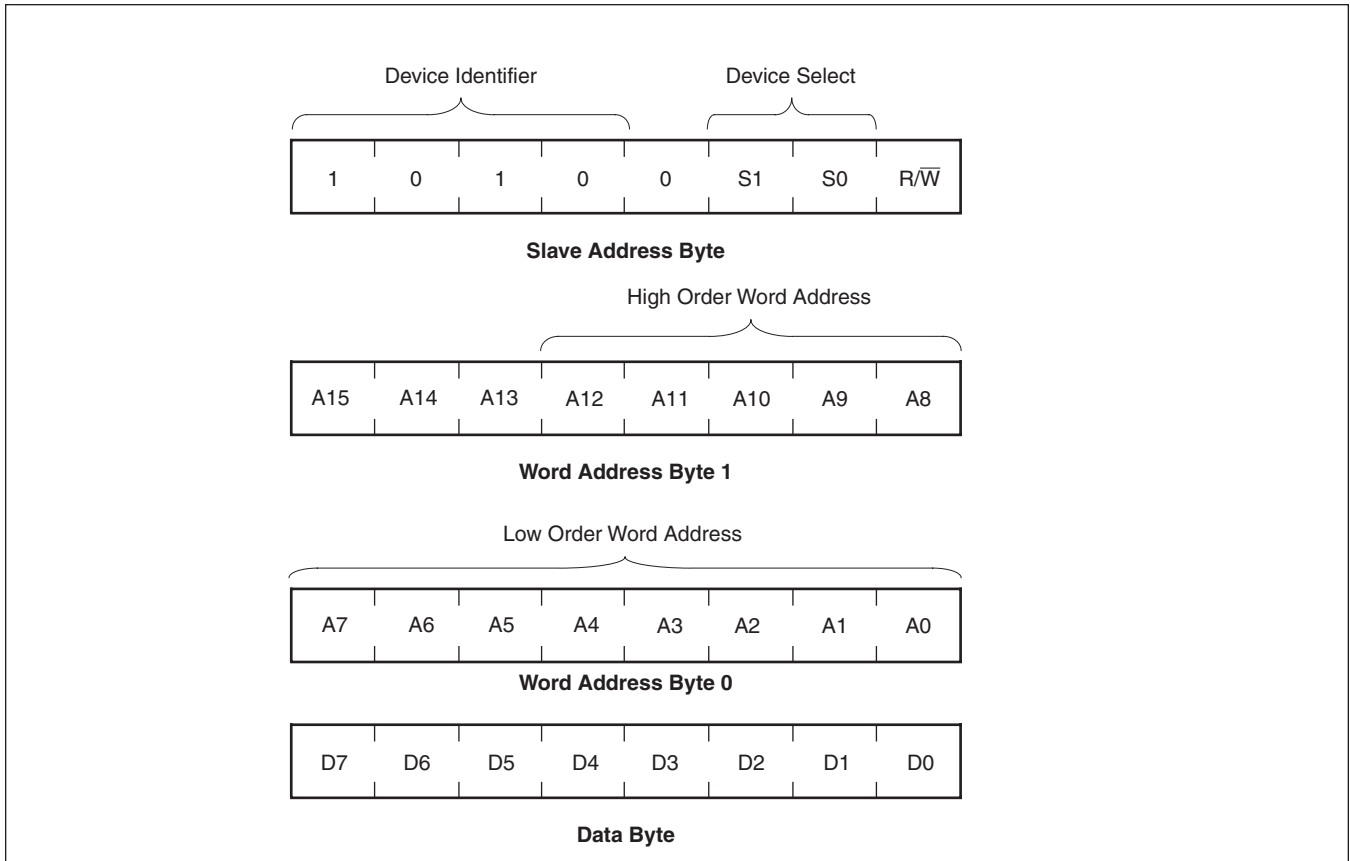 Device Identifier Device Select
1 0 1 0 0 S1 S0 R/W̅
Slave Address Byte
High Order Word Address
A15 A14 A13 A12 A11 A10 A9 A8
Word Address Byte 1
Low Order Word Address
A7 A6 A5 A4 A3 A2 A1 A0
Word Address Byte 0
D7 D6 D5 D4 D3 D2 D1 D0
Data Byte